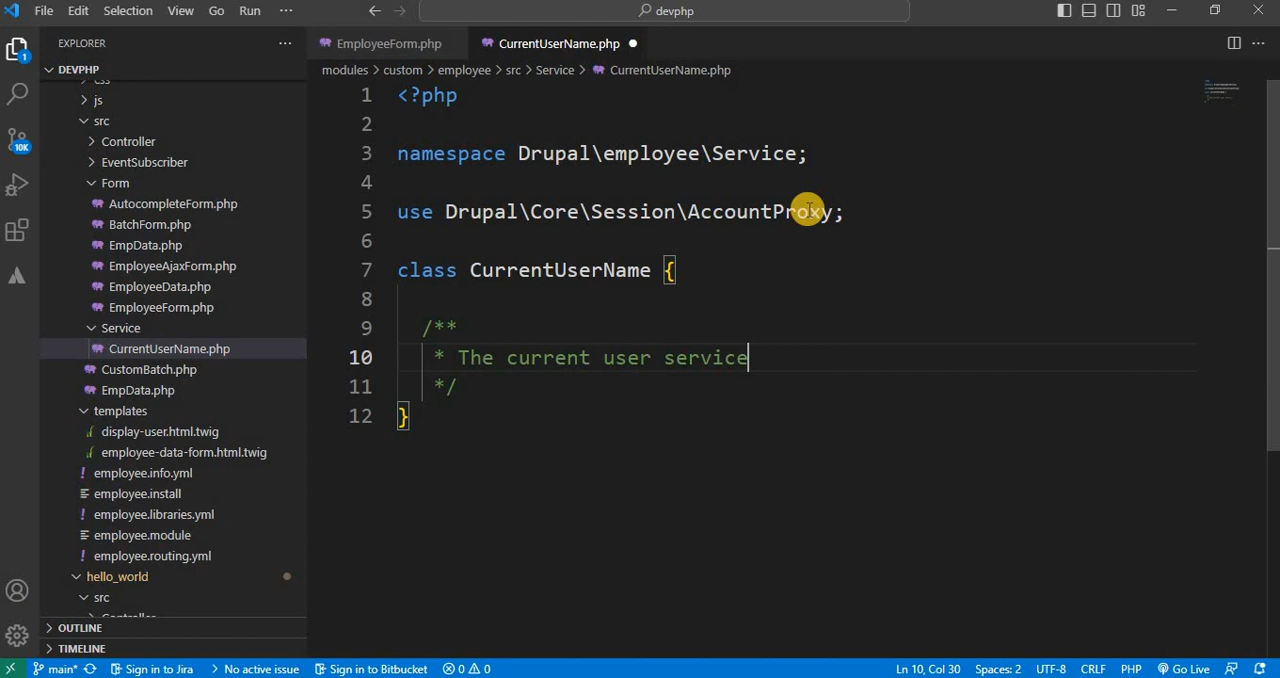 File Edit Selection View Go Run ··· devphp
EXPLORER ···
DEVPHP
js
src
Controller
EventSubscriber
Form
AutocompleteForm.php
BatchForm.php
EmpData.php
EmployeeAjaxForm.php
EmployeeData.php
EmployeeForm.php
Service
CurrentUserName.php
CustomBatch.php
EmpData.php
templates
display-user.html.twig
employee-data-form.html.twig
employee.info.yml
employee.install
employee.libraries.yml
employee.module
employee.routing.yml
hello_world
src
OUTLINE
TIMELINE
1
10K
EmployeeForm.php CurrentUserName.php
modules > custom > employee > src > Service > CurrentUserName.php
1 <?php
2
3 namespace Drupal\employee\Service;
4
5 use Drupal\Core\Session\AccountProxy;
6
7 class CurrentUserName {
8
9 /**
10 * The current user service
11 */
12 }
main* Sign in to Jira No active issue Sign in to Bitbucket 0 0 Ln 10, Col 30 Spaces: 2 UTF-8 CRLF PHP Go Live